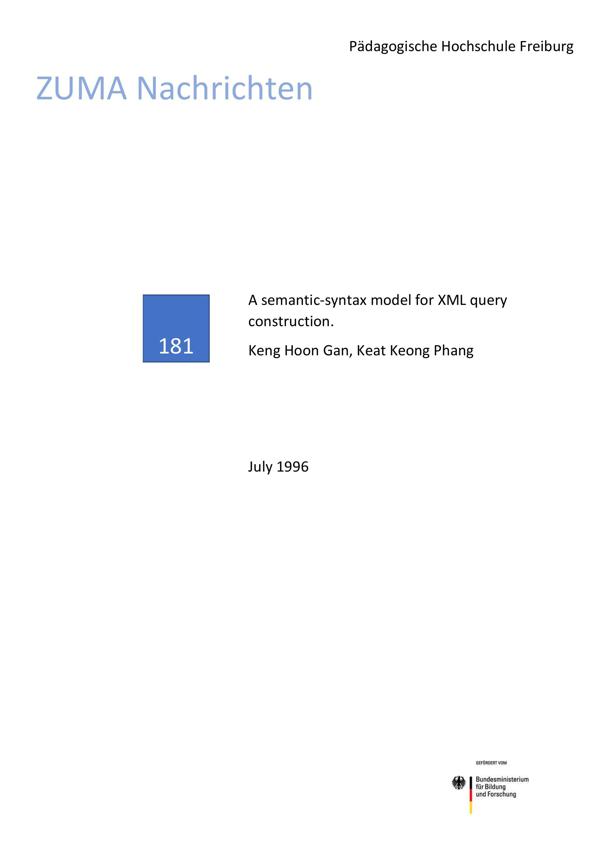 Pädagogische Hochschule Freiburg
ZUMA Nachrichten
181
A semantic-syntax model for XML query
construction.
Keng Hoon Gan, Keat Keong Phang
July 1996
GEFÖRDERT VOM
Bundesministerium
für Bildung
und Forschung